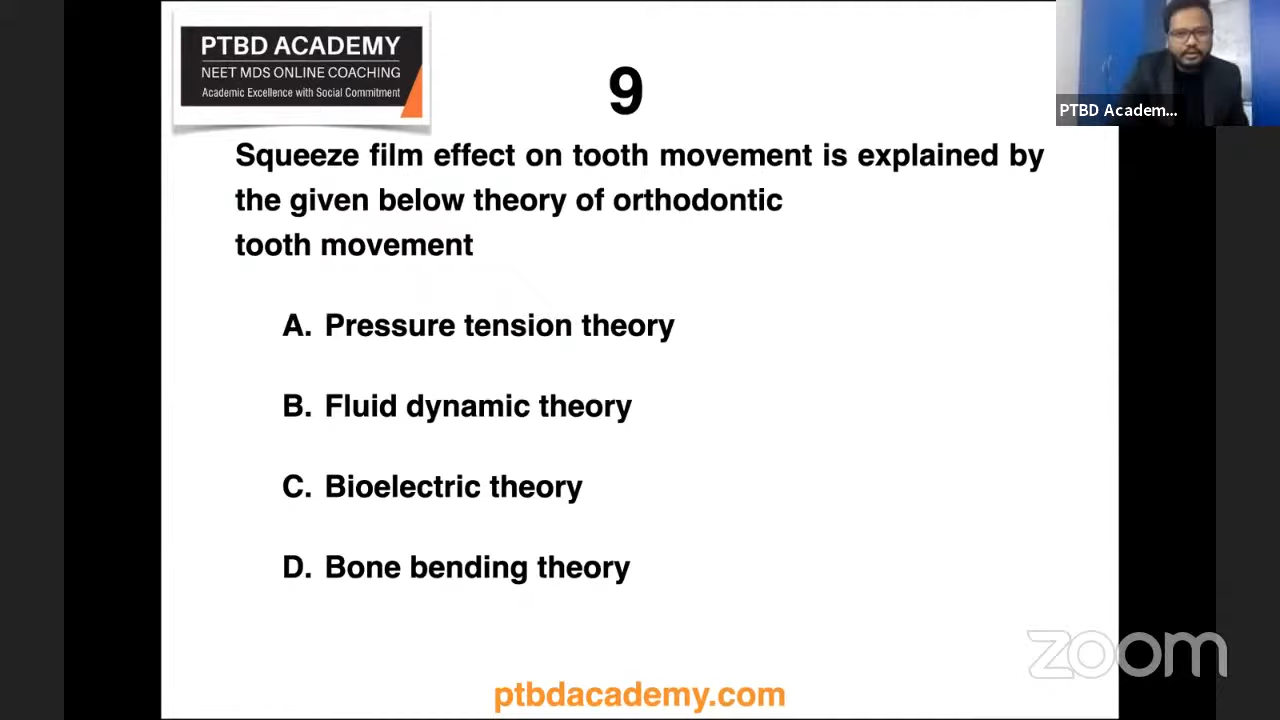 PTBD ACADEMY
NEET MDS ONLINE COACHING
Academic Excellence with Social Commitment
9
PTBD Academ...
Squeeze film effect on tooth movement is explained by
the given below theory of orthodontic
tooth movement
A. Pressure tension theory
B. Fluid dynamic theory
C. Bioelectric theory
D. Bone bending theory
zoom
ptbdacademy.com